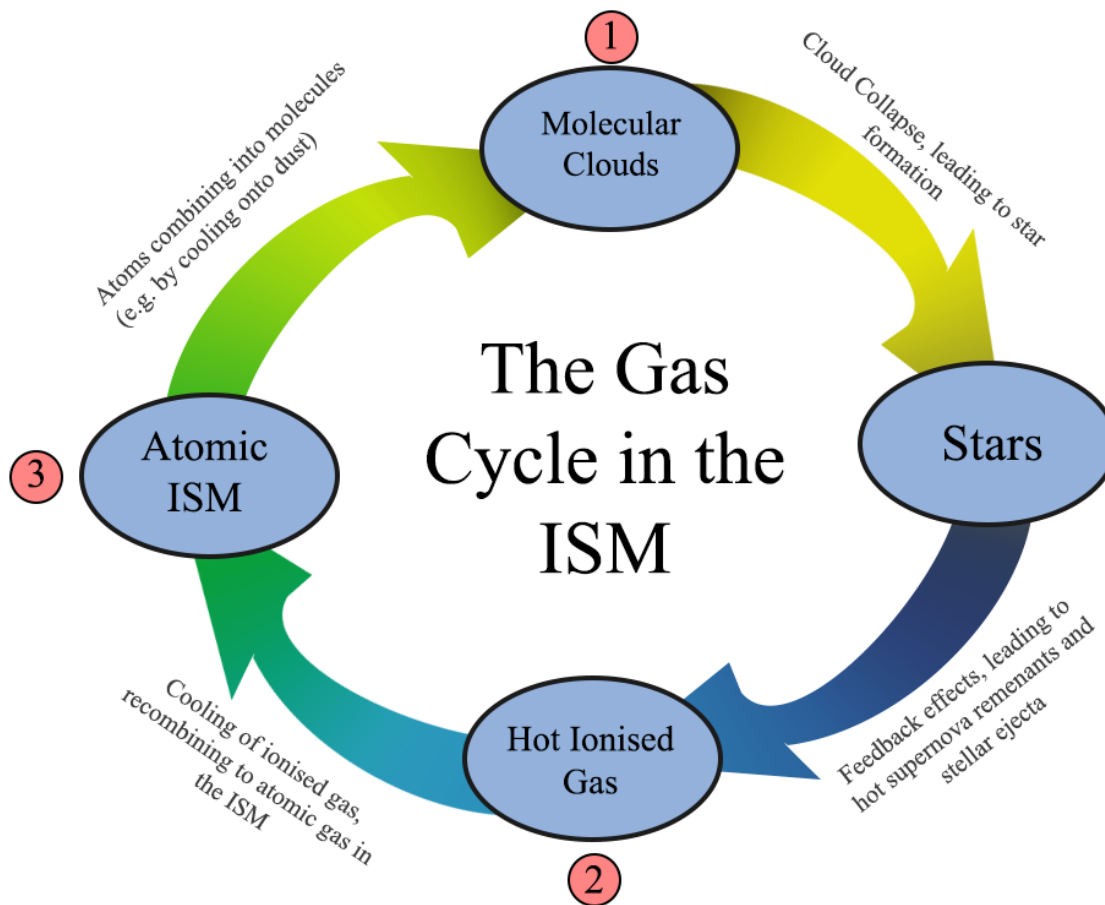 1
Molecular
Clouds
Cloud Collapse, leading to star
formation
Atoms combining into molecules
(e.g. by cooling onto dust)
The Gas
Cycle in the
ISM
Stars
3
Atomic
ISM
Feedback effects, leading to
hot supernova remenants and
stellar ejecta
Hot Ionised
Gas
2
Cooling of ionised gas,
recombining to atomic gas in
the ISM